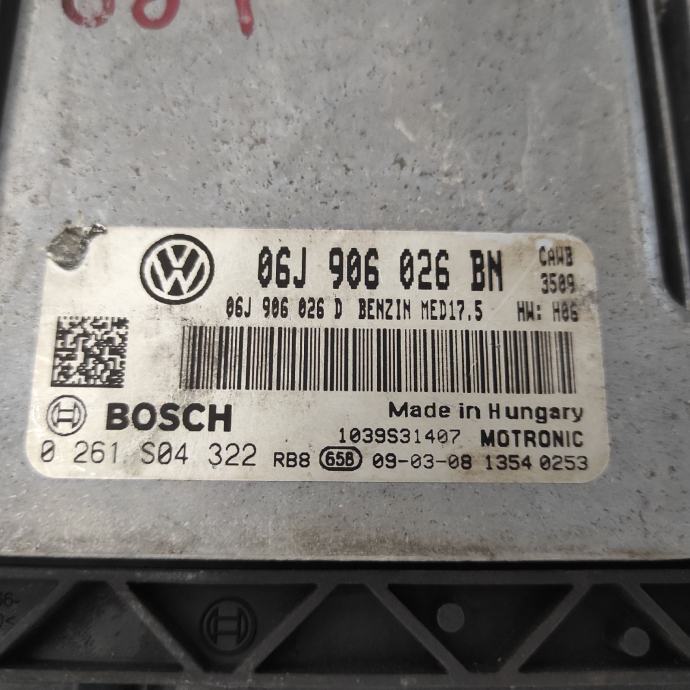 06J 906 026 BN CAWB
3509
06J 906 026 D BENZIN MED17.5 HW: H06
BOSCH Made in Hungary
1039S31407 MOTRONIC
0 261 S04 322 RB8 65B 09-03-08 1354 0253